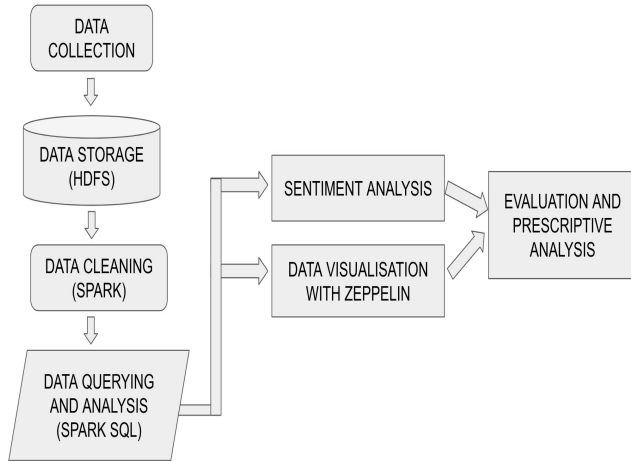 DATA
COLLECTION
DATA STORAGE
(HDFS)
DATA CLEANING
(SPARK)
DATA QUERYING
AND ANALYSIS
(SPARK SQL)
SENTIMENT ANALYSIS
DATA VISUALISATION
WITH ZEPPELIN
EVALUATION AND
PRESCRIPTIVE
ANALYSIS